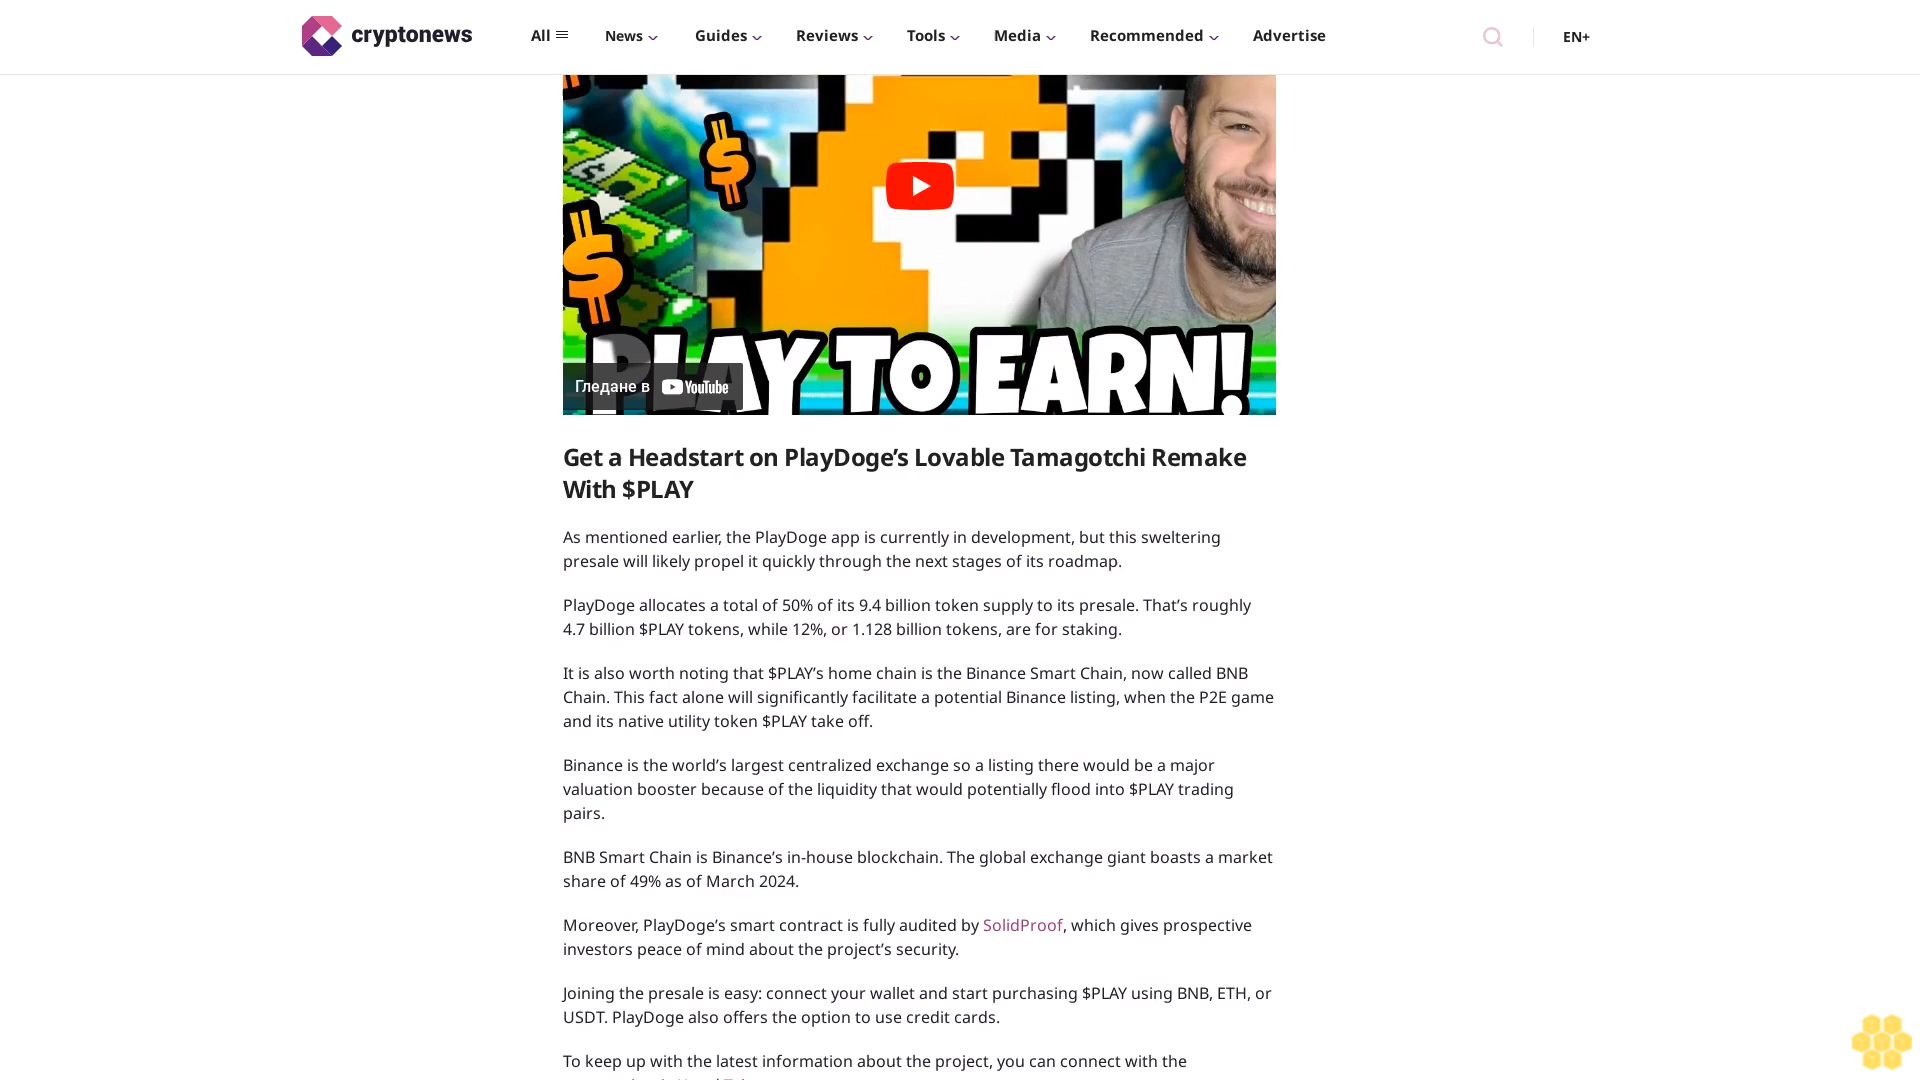 cryptonews
All
News
Guides
Reviews
Tools
Media
Recommended
Advertise
EN+
$
$
PLAY TO EARN!
Гледане в YouTube
Get a Headstart on PlayDoge’s Lovable Tamagotchi Remake
With $PLAY
As mentioned earlier, the PlayDoge app is currently in development, but this sweltering
presale will likely propel it quickly through the next stages of its roadmap.
PlayDoge allocates a total of 50% of its 9.4 billion token supply to its presale. That’s roughly
4.7 billion $PLAY tokens, while 12%, or 1.128 billion tokens, are for staking.
It is also worth noting that $PLAY’s home chain is the Binance Smart Chain, now called BNB
Chain. This fact alone will significantly facilitate a potential Binance listing, when the P2E game
and its native utility token $PLAY take off.
Binance is the world’s largest centralized exchange so a listing there would be a major
valuation booster because of the liquidity that would potentially flood into $PLAY trading
pairs.
BNB Smart Chain is Binance’s in-house blockchain. The global exchange giant boasts a market
share of 49% as of March 2024.
Moreover, PlayDoge’s smart contract is fully audited by SolidProof, which gives prospective
investors peace of mind about the project’s security.
Joining the presale is easy: connect your wallet and start purchasing $PLAY using BNB, ETH, or
USDT. PlayDoge also offers the option to use credit cards.
To keep up with the latest information about the project, you can connect with the